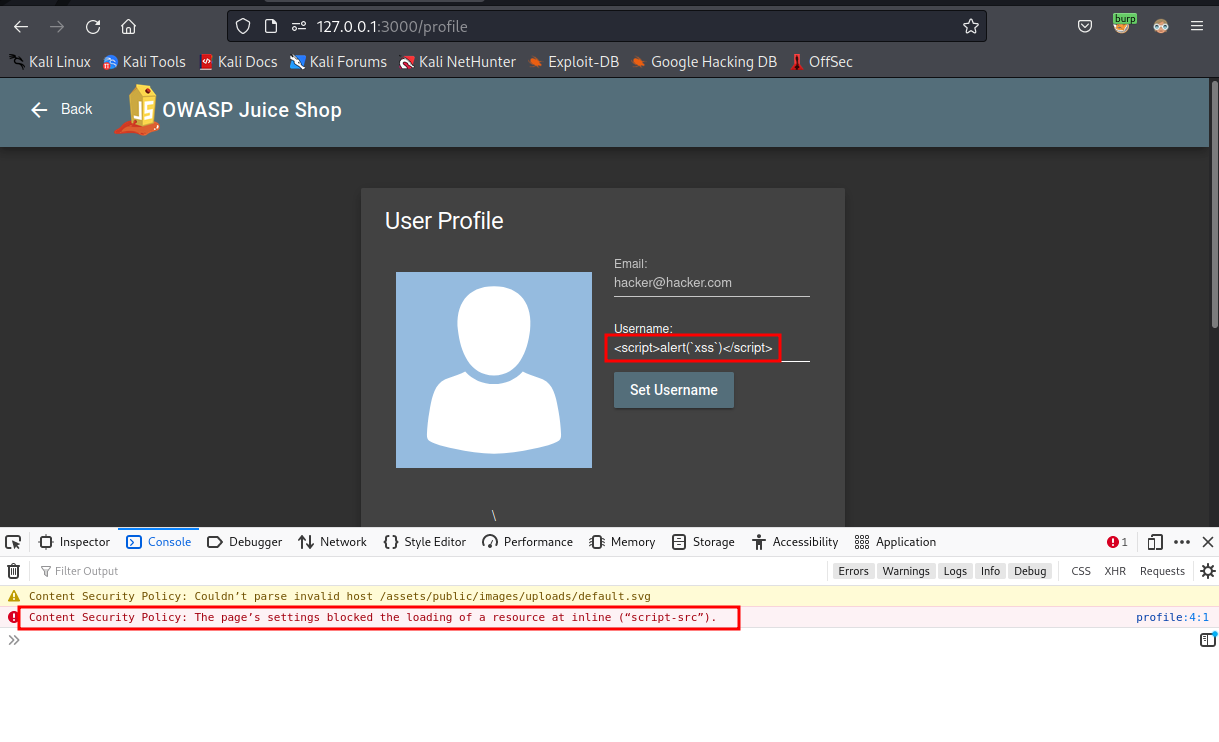 127.0.0.1:3000/profile
burp
Kali Linux Kali Tools Kali Docs Kali Forums Kali NetHunter Exploit-DB Google Hacking DB OffSec
Back JS OWASP Juice Shop
User Profile
Email:
hacker@hacker.com
Username:
<script>alert(`xss`)</script>
Set Username
\
Inspector Console Debugger Network {} Style Editor Performance Memory Storage Accessibility Application 1
Filter Output Errors Warnings Logs Info Debug CSS XHR Requests
Content Security Policy: Couldn’t parse invalid host /assets/public/images/uploads/default.svg
Content Security Policy: The page’s settings blocked the loading of a resource at inline (“script-src”). profile:4:1